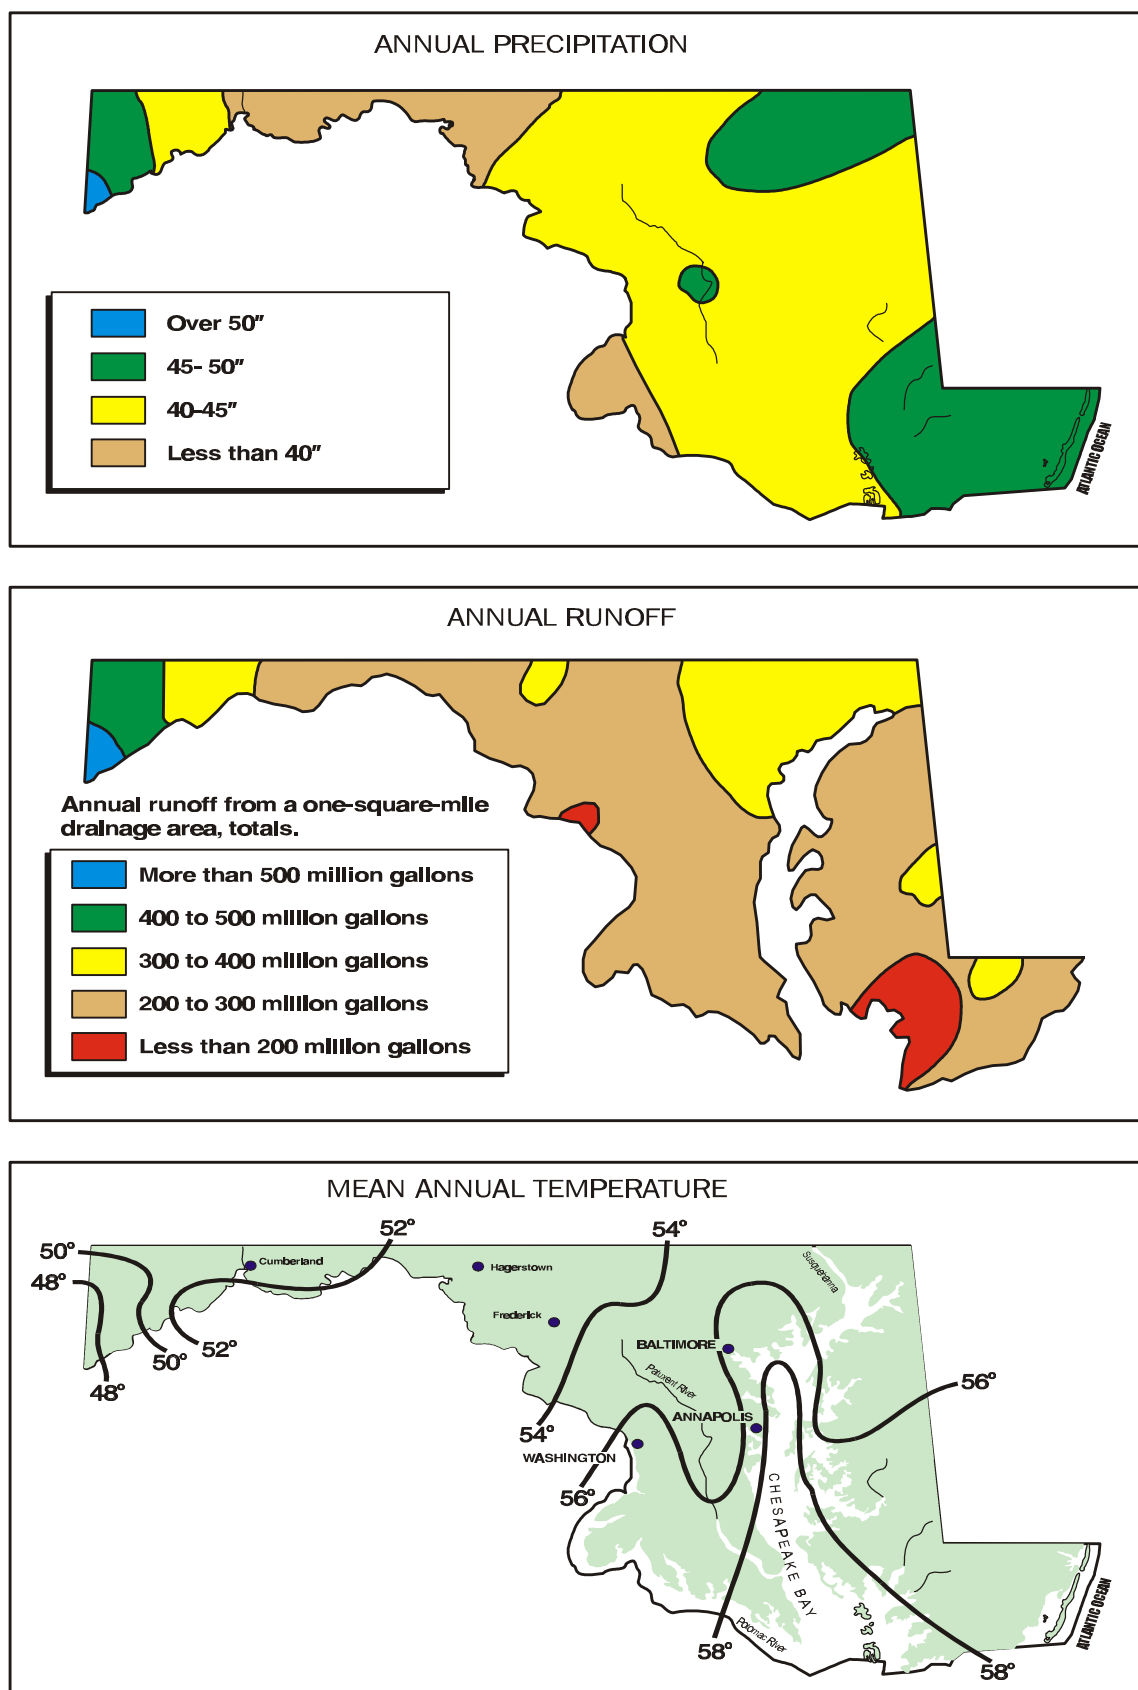 ANNUAL PRECIPITATION
Over 50"
45- 50"
40-45"
Less than 40"
ATLANTIC OCEAN
ANNUAL RUNOFF
Annual runoff from a one-square-mile
drainage area, totals.
More than 500 million gallons
400 to 500 million gallons
300 to 400 million gallons
200 to 300 million gallons
Less than 200 million gallons
MEAN ANNUAL TEMPERATURE
52°
54°
50°
48°
Cumberland
Hagerstown
Susquehanna
Frederick
BALTIMORE
52°
50°
48°
Patuxent River
56°
ANNAPOLIS
54°
WASHINGTON
56°
CHESAPEAKE BAY
Potomac River
58°
58°
ATLANTIC OCEAN